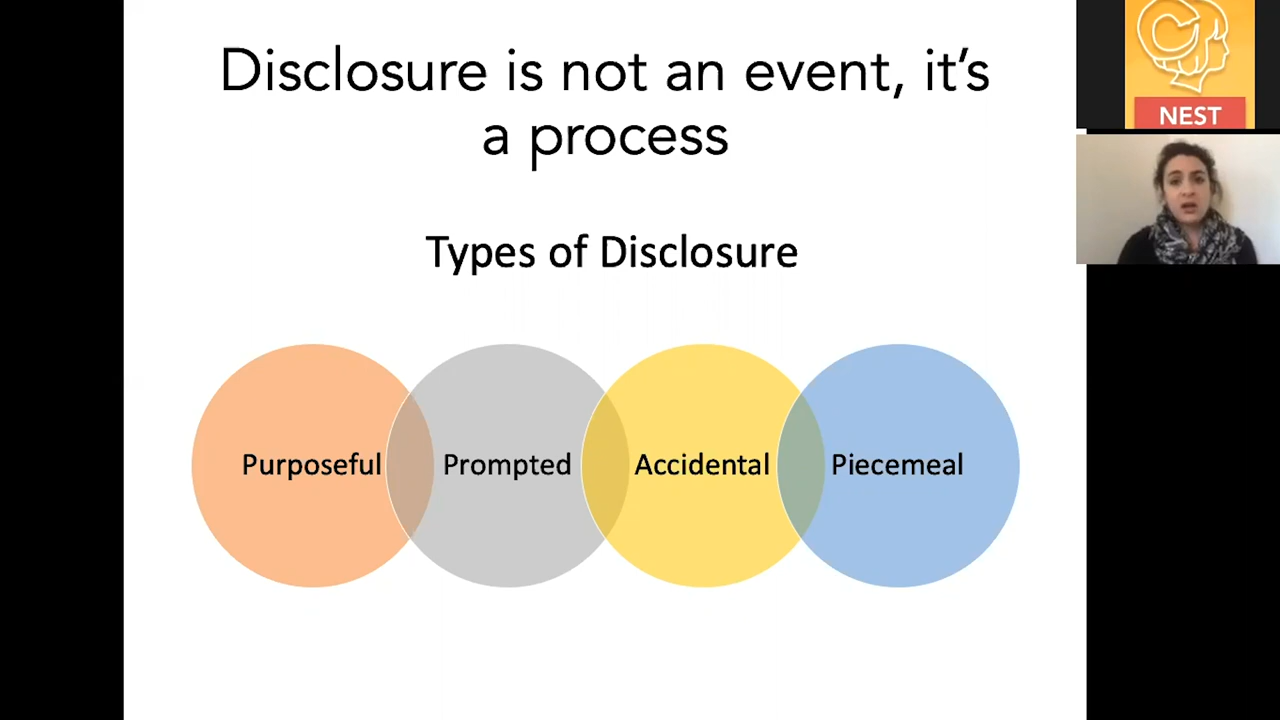 Disclosure is not an event, it's
a process
Types of Disclosure
Purposeful
Prompted
Accidental
Piecemeal
NEST